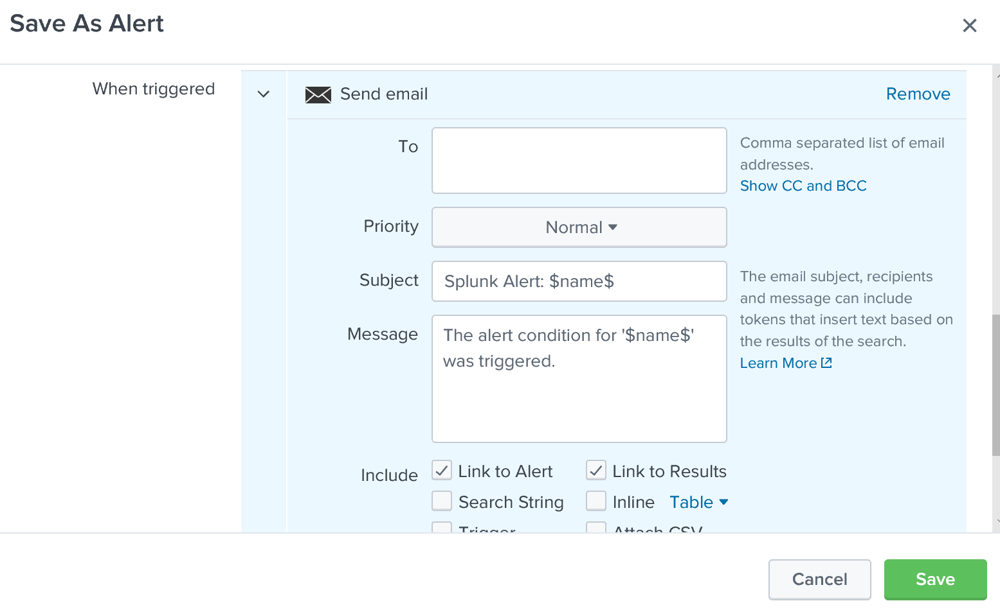 Save As Alert
When triggered
Send email
Remove
To
Comma separated list of email
addresses.
Show CC and BCC
Priority
Normal
Subject
Splunk Alert: $name$
The email subject, recipients
and message can include
tokens that insert text based on
the results of the search.
Learn More
Message
The alert condition for '$name$'
was triggered.
Include
Link to Alert
Link to Results
Search String
Inline Table
Trigger
Attach CSV
Cancel
Save